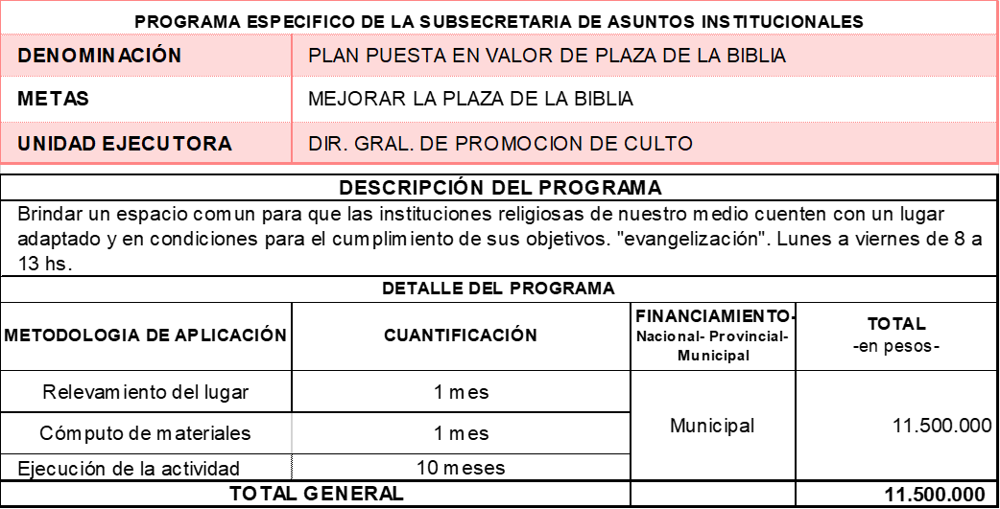 PROGRAMA ESPECIFICO DE LA SUBSECRETARIA DE ASUNTOS INSTITUCIONALES
DENOMINACIÓN PLAN PUESTA EN VALOR DE PLAZA DE LA BIBLIA
METAS MEJORAR LA PLAZA DE LA BIBLIA
UNIDAD EJECUTORA DIR. GRAL. DE PROMOCION DE CULTO
DESCRIPCIÓN DEL PROGRAMA
Brindar un espacio comun para que las instituciones religiosas de nuestro medio cuenten con un lugar
adaptado y en condiciones para el cumplimiento de sus objetivos. "evangelización". Lunes a viernes de 8 a
13 hs.
DETALLE DEL PROGRAMA
METODOLOGIA DE APLICACIÓN CUANTIFICACIÓN FINANCIAMIENTO- TOTAL
Nacional- Provincial- -en pesos-
Municipal
Relevamiento del lugar 1 mes
Cómputo de materiales 1 mes Municipal 11.500.000
Ejecución de la actividad 10 meses
TOTAL GENERAL 11.500.000